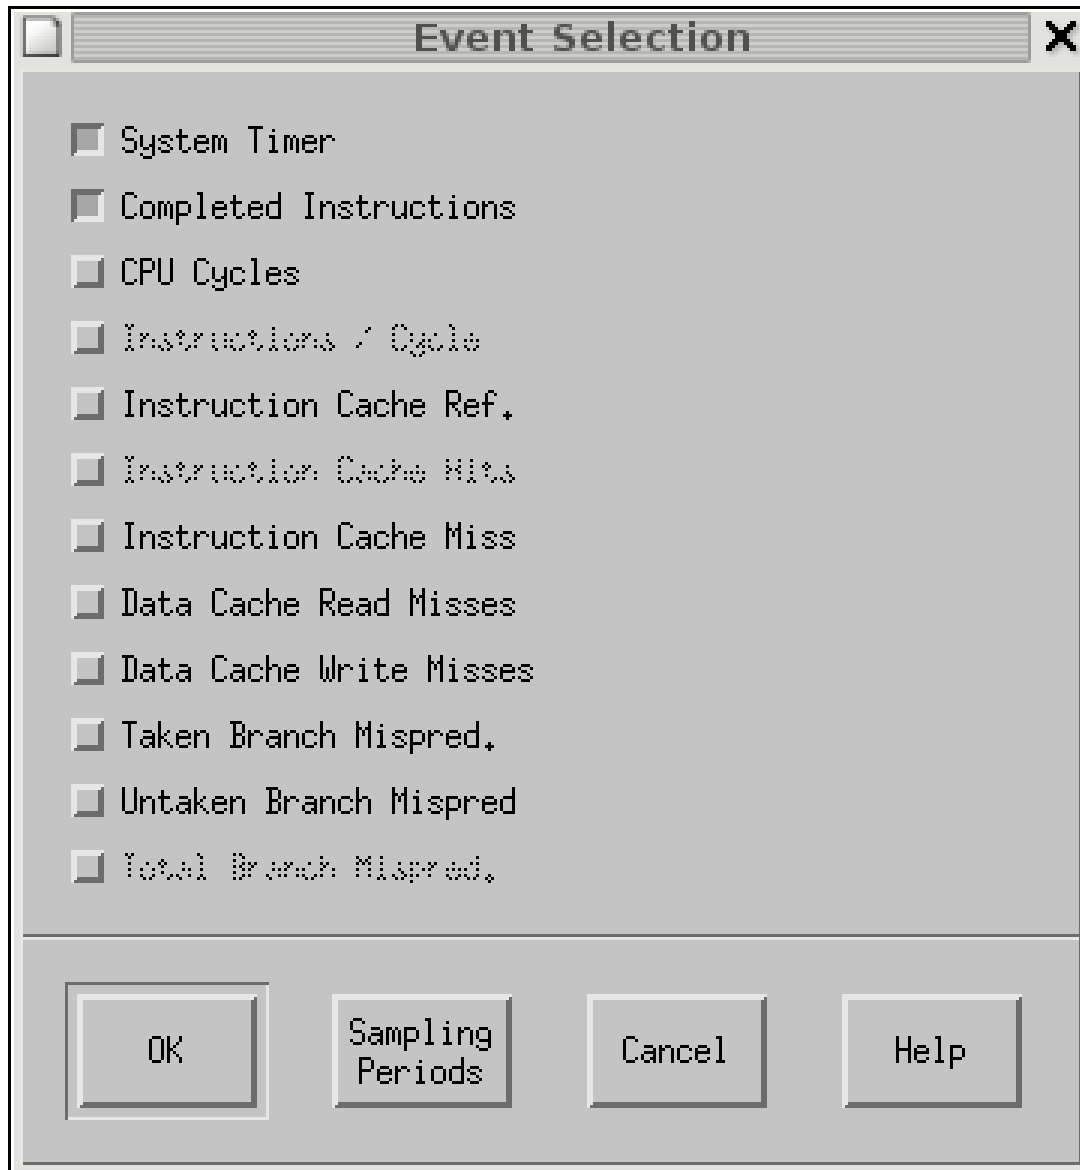 Event Selection
System Timer
Completed Instructions
CPU Cycles
Instructions / Cycle
Instruction Cache Ref.
Instruction Cache Hits
Instruction Cache Miss
Data Cache Read Misses
Data Cache Write Misses
Taken Branch Mispred.
Untaken Branch Mispred
Total Branch Mispred.
OK
Sampling
Periods
Cancel
Help